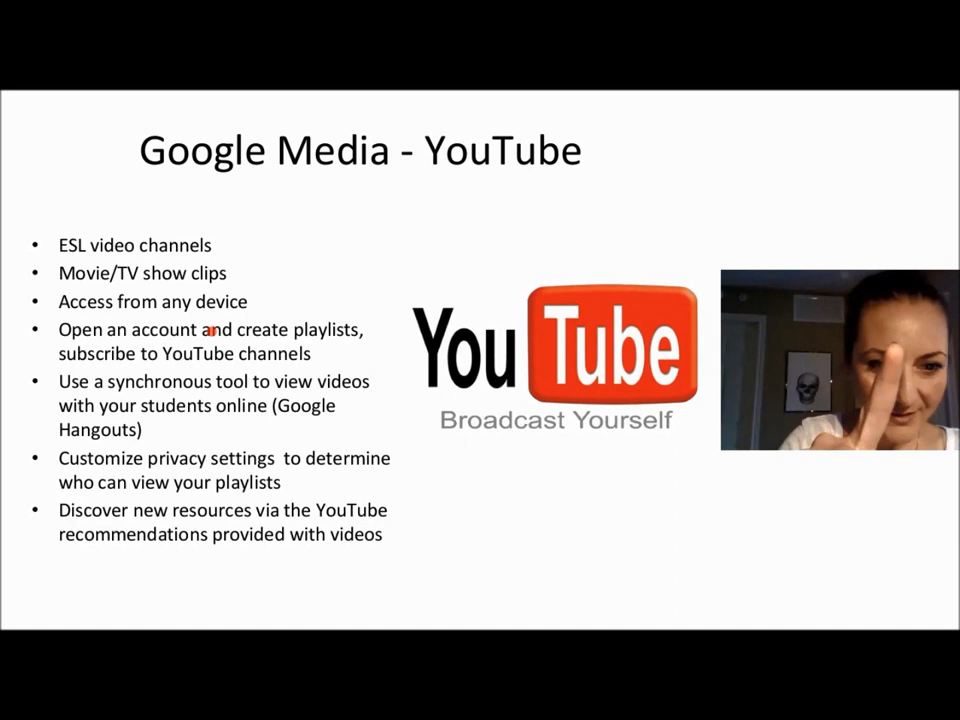 Google Media - YouTube
• ESL video channels
• Movie/TV show clips
• Access from any device
• Open an account and create playlists,
subscribe to YouTube channels
• Use a synchronous tool to view videos
with your students online (Google
Hangouts)
• Customize privacy settings  to determine
who can view your playlists
• Discover new resources via the YouTube
recommendations provided with videos
YouTube
Broadcast Yourself